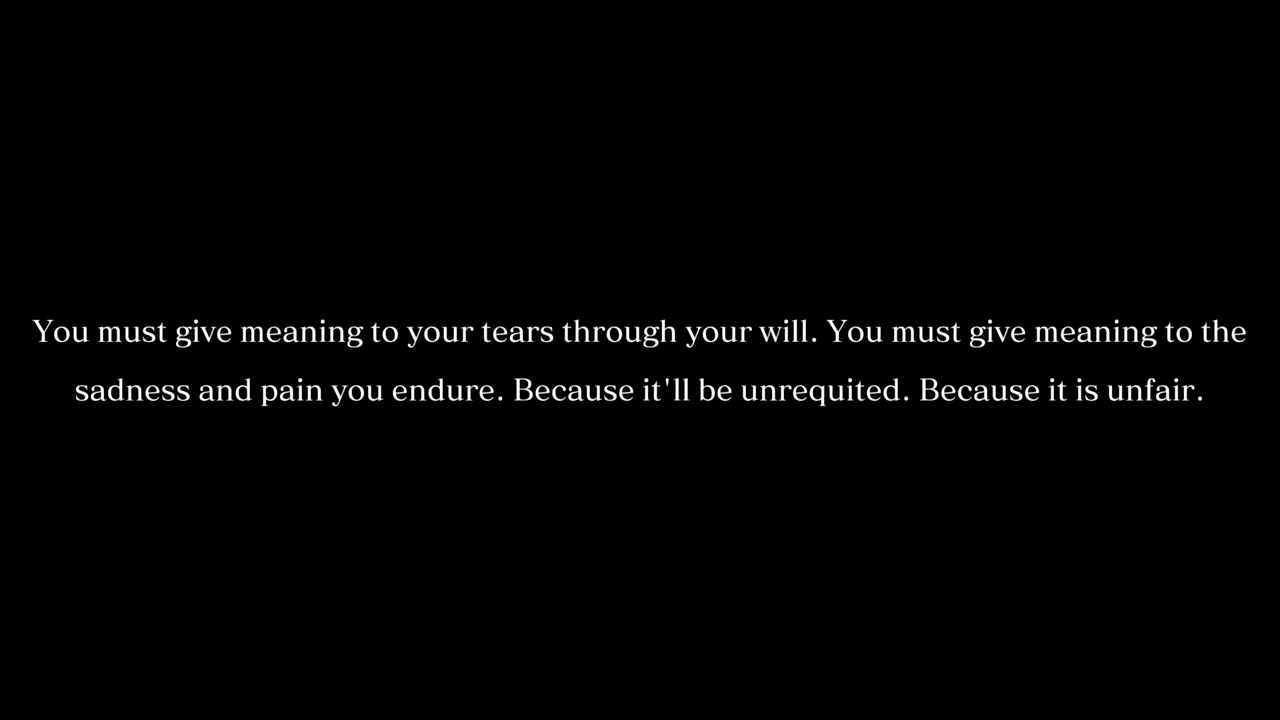 You must give meaning to your tears through your will. You must give meaning to the
sadness and pain you endure. Because it'll be unrequited. Because it is unfair.